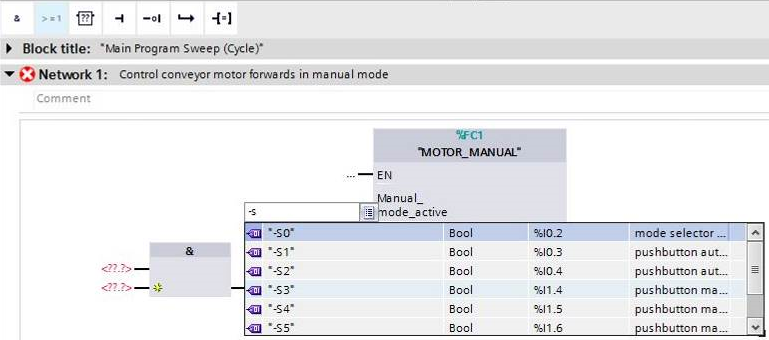 & >=1 ??
Block title: "Main Program Sweep (Cycle)"
Network 1: Control conveyor motor forwards in manual mode
Comment
%FC1
"MOTOR_MANUAL"
... EN
Manual_
mode_active
-s
"-S0" Bool %I0.2 mode selector ...
& "-S1" Bool %I0.3 pushbutton aut...
<??.?> "-S2" Bool %I0.4 pushbutton aut...
<??.?> "-S3" Bool %I1.4 pushbutton ma...
"-S4" Bool %I1.5 pushbutton ma...
"-S5" Bool %I1.6 pushbutton ma...